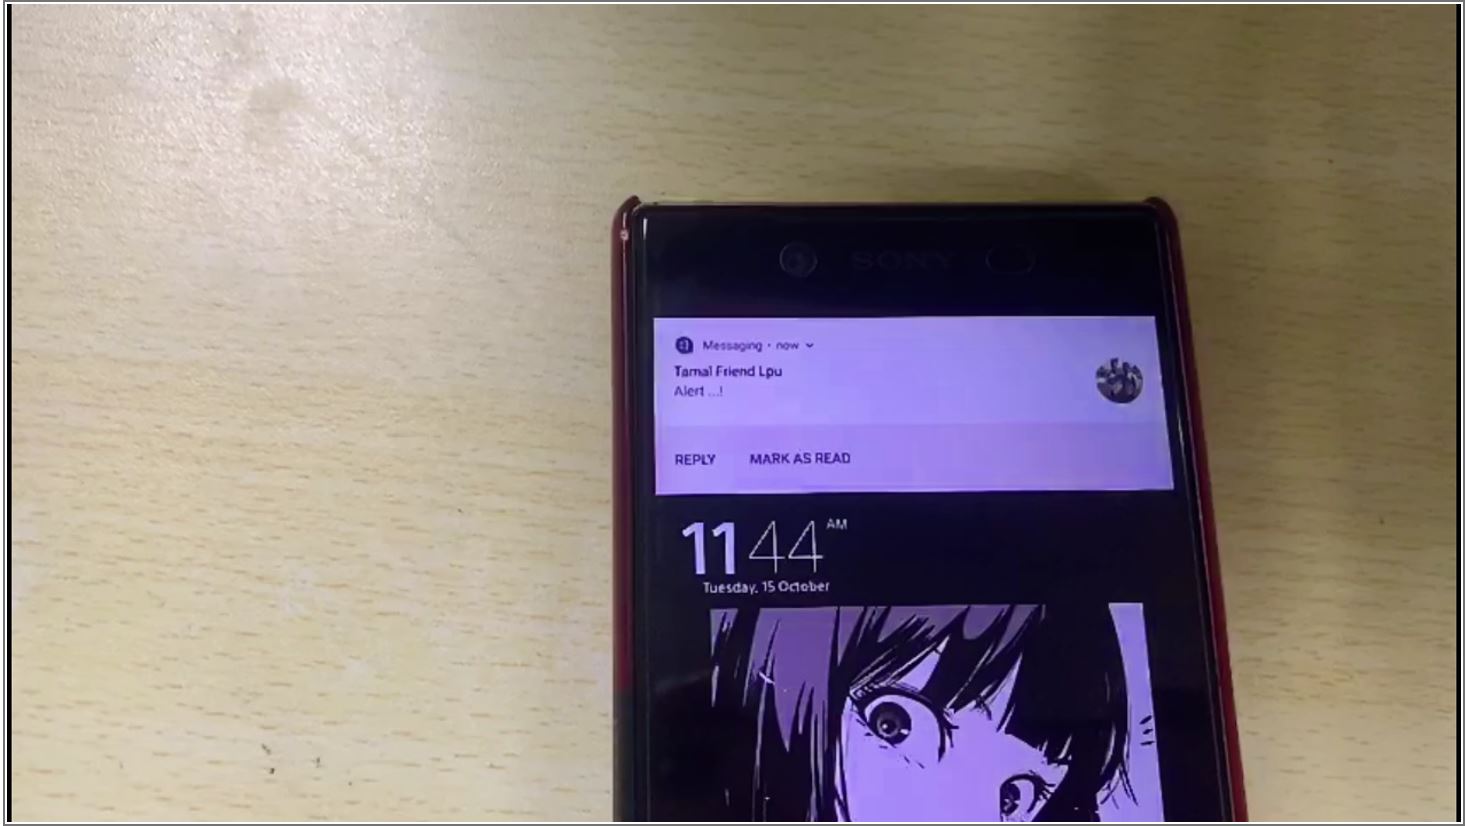 SONY
Messaging • now
Tamal Friend Lpu
Alert ...!
REPLY MARK AS READ
11 44 AM
Tuesday, 15 October